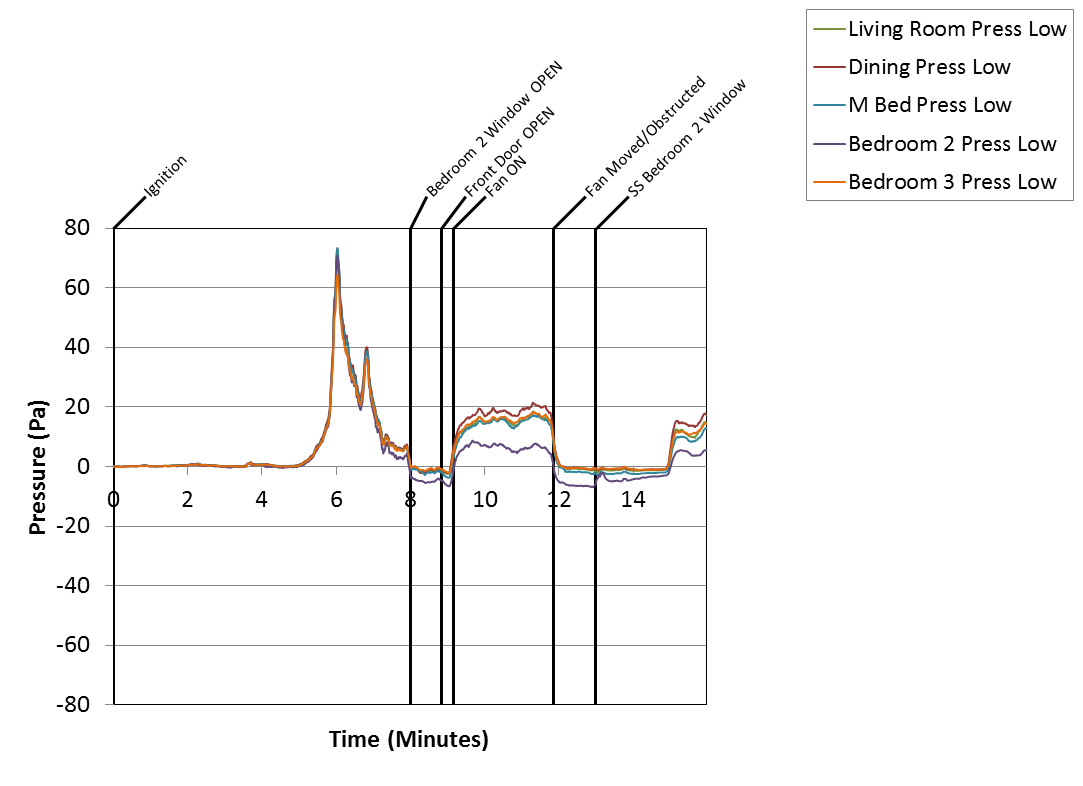 Living Room Press Low
Dining Press Low
M Bed Press Low
Bedroom 2 Press Low
Bedroom 3 Press Low
Ignition
Bedroom 2 Window OPEN
Front Door OPEN
Fan ON
Fan Moved/Obstructed
SS Bedroom 2 Window
80
60
40
20
0
-20
-40
-60
-80
0 2 4 6 8 10 12 14
Pressure (Pa)
Time (Minutes)